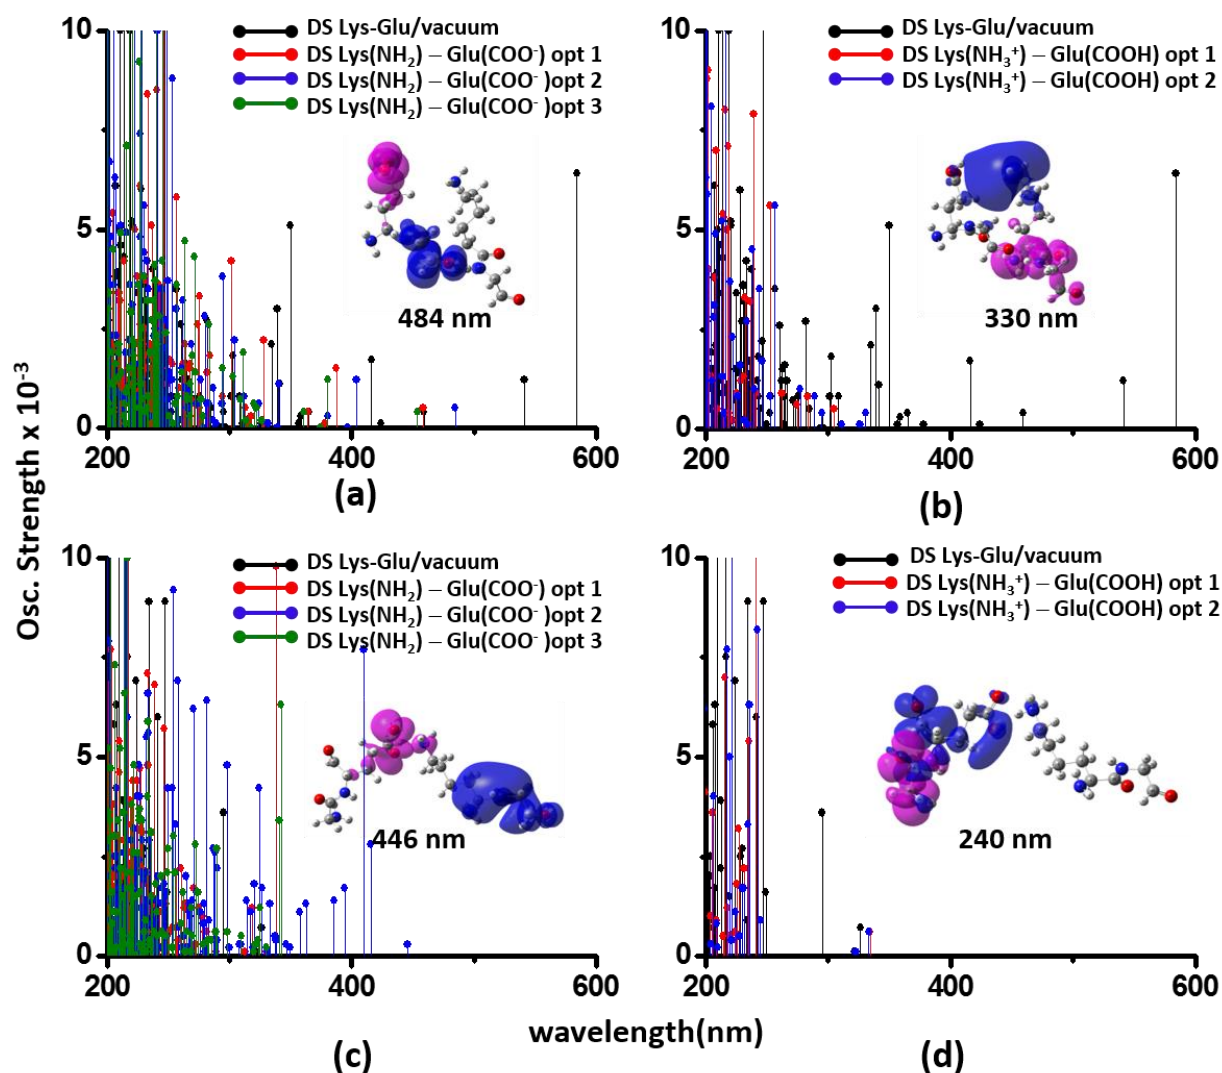 Osc. Strength x 10⁻³
10
5
0
200
400
600
DS Lys-Glu/vacuum
DS Lys(NH₂) – Glu(COO⁻) opt 1
DS Lys(NH₂) – Glu(COO⁻ )opt 2
DS Lys(NH₂) – Glu(COO⁻ )opt 3
484 nm
(a)
10
5
0
200
400
600
DS Lys-Glu/vacuum
DS Lys(NH₃⁺) – Glu(COOH) opt 1
DS Lys(NH₃⁺) – Glu(COOH) opt 2
330 nm
(b)
10
5
0
200
400
600
DS Lys-Glu/vacuum
DS Lys(NH₂) – Glu(COO⁻) opt 1
DS Lys(NH₂) – Glu(COO⁻ )opt 2
DS Lys(NH₂) – Glu(COO⁻ )opt 3
446 nm
(c)
10
5
0
200
400
600
DS Lys-Glu/vacuum
DS Lys(NH₃⁺) – Glu(COOH) opt 1
DS Lys(NH₃⁺) – Glu(COOH) opt 2
240 nm
(d)
wavelength(nm)